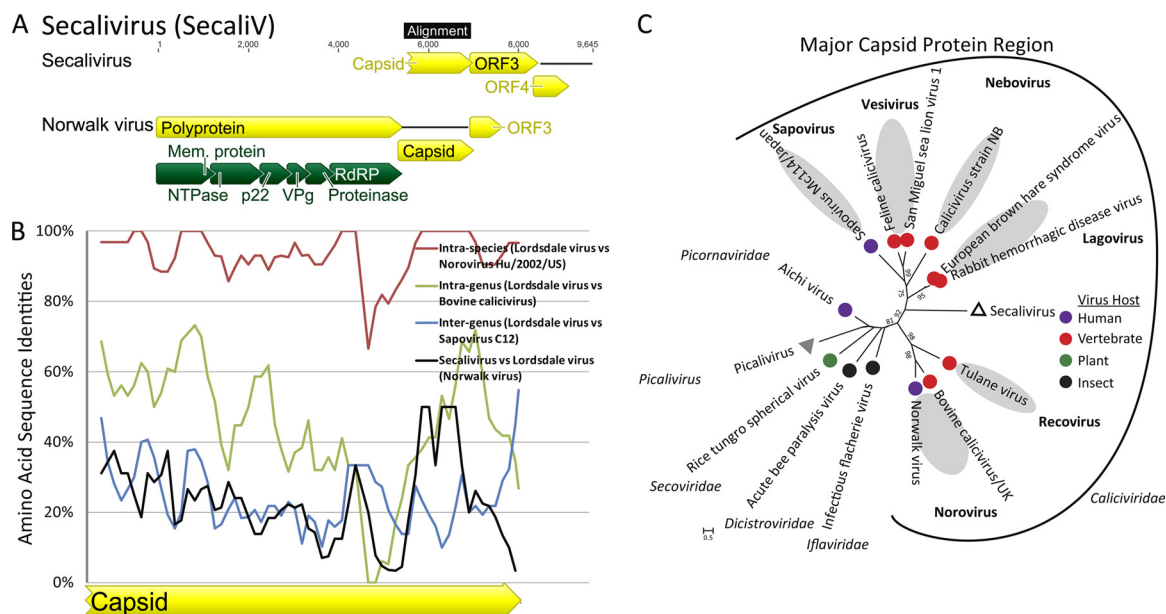 A Secalivirus (SecaliV)
Alignment
1 2,000 4,000 6,000 8,000 9,645
Secalivirus
Capsid
ORF3
ORF4
Norwalk virus
Polyprotein
ORF3
Capsid
Mem. protein
RdRP
NTPase p22 VPg Proteinase
B
Amino Acid Sequence Identities
100%
80%
60%
40%
20%
0%
Intra-species (Lordsdale virus vs
Norovirus Hu/2002/US)
Intra-genus (Lordsdale virus vs
Bovine calicivirus)
Inter-genus (Lordsdale virus vs
Sapovirus C12)
Secalivirus vs Lordsdale virus
(Norwalk virus)
Capsid
C
Major Capsid Protein Region
Nebovirus
Vesivirus
Sapovirus
Lagovirus
Recovirus
Norovirus
Caliciviridae
Picornaviridae
Picalivirus
Secoviridae
Dicistroviridae
Iflaviridae
Sapovirus Mc114/Japan
Feline calicivirus
San Miguel sea lion virus 1
Calicivirus strain NB
European brown hare syndrome virus
Rabbit hemorrhagic disease virus
Secalivirus
Tulane virus
Bovine calicivirus/UK
Norwalk virus
Infectious flacherie virus
Acute bee paralysis virus
Rice tungro spherical virus
Picalivirus
Aichi virus
99
75
95
92
81
98
98
0.5
Virus Host
Human
Vertebrate
Plant
Insect